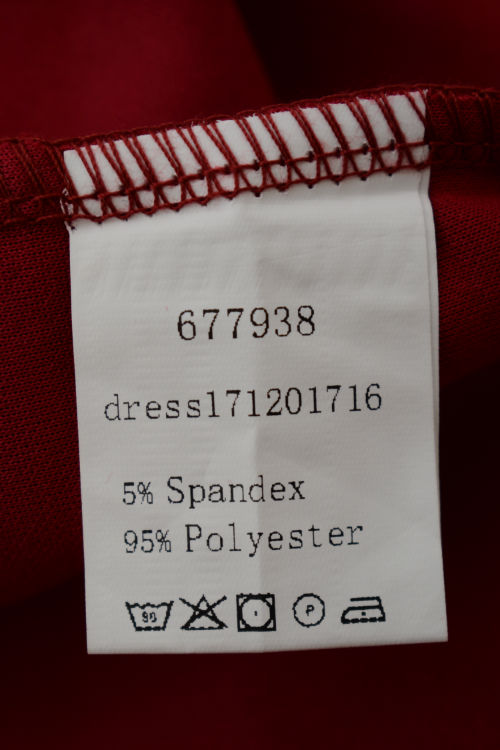 677938
dress171201716
5% Spandex
95% Polyester
P